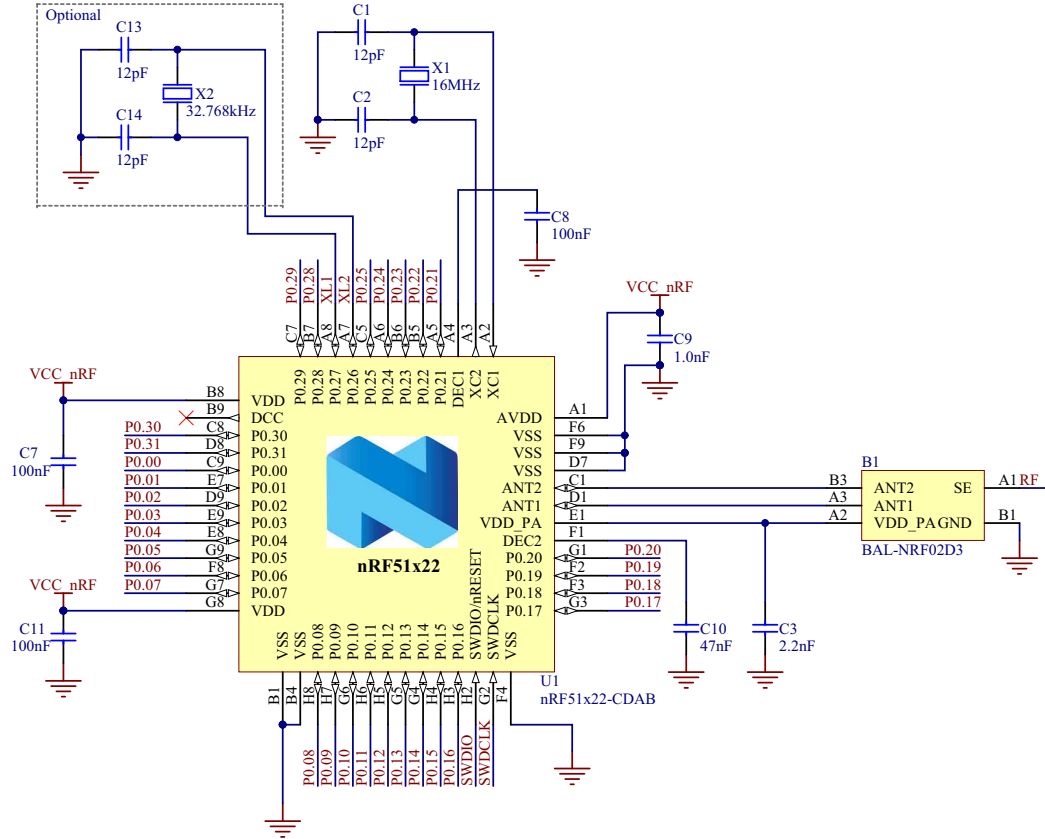 Optional
C13
12pF
X2
32.768kHz
C14
12pF
C1
12pF
X1
16MHz
C2
12pF
C8
100nF
P0.29
P0.28
XL1
XL2
P0.25
P0.24
P0.23
P0.22
P0.21
C7
B7
A8
A7
C5
A6
B6
B5
A5
A4
A3
A2
P0.29
P0.28
P0.27
P0.26
P0.25
P0.24
P0.23
P0.22
P0.21
DEC1
XC2
XC1
VCC_nRF
C9
1.0nF
VCC_nRF
C7
100nF
B8 VDD
B9 DCC
P0.30 C8 P0.30
P0.31 D8 P0.31
P0.00 C9 P0.00
P0.01 E7 P0.01
P0.02 D9 P0.02
P0.03 E9 P0.03
P0.04 E8 P0.04
P0.05 G9 P0.05
P0.06 F8 P0.06
P0.07 G7 P0.07
G8 VDD
VCC_nRF
C11
100nF
nRF51x22
AVDD A1
VSS F6
VSS F9
VSS D7
ANT2 C1
ANT1 D1
VDD_PA E1
DEC2 F1
P0.20 G1 P0.20
P0.19 F2 P0.19
P0.18 F3 P0.18
P0.17 G3 P0.17
B1
B3 ANT2 SE A1 RF
A3 ANT1
A2 VDD_PA GND B1
BAL-NRF02D3
C10
47nF
C3
2.2nF
VSS
VSS
P0.08
P0.09
P0.10
P0.11
P0.12
P0.13
P0.14
P0.15
P0.16
SWDIO/nRESET
SWDCLK
VSS
U1
nRF51x22-CDAB
B1
B4
H8
H7
G6
H6
H5
G5
G4
H4
H3
H2
G2
F4
P0.08
P0.09
P0.10
P0.11
P0.12
P0.13
P0.14
P0.15
P0.16
SWDIO
SWDCLK